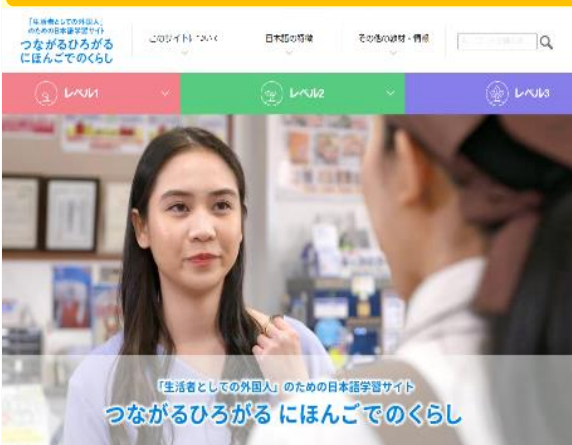 「生活者としての外国人」
のための日本語学習サイト
つながるひろがる
にほんごでのくらし
このサイトについて
日本語の特徴
その他の教材・情報
レベル1
レベル2
レベル3
「生活者としての外国人」のための日本語学習サイト
つながるひろがる にほんごでのくらし